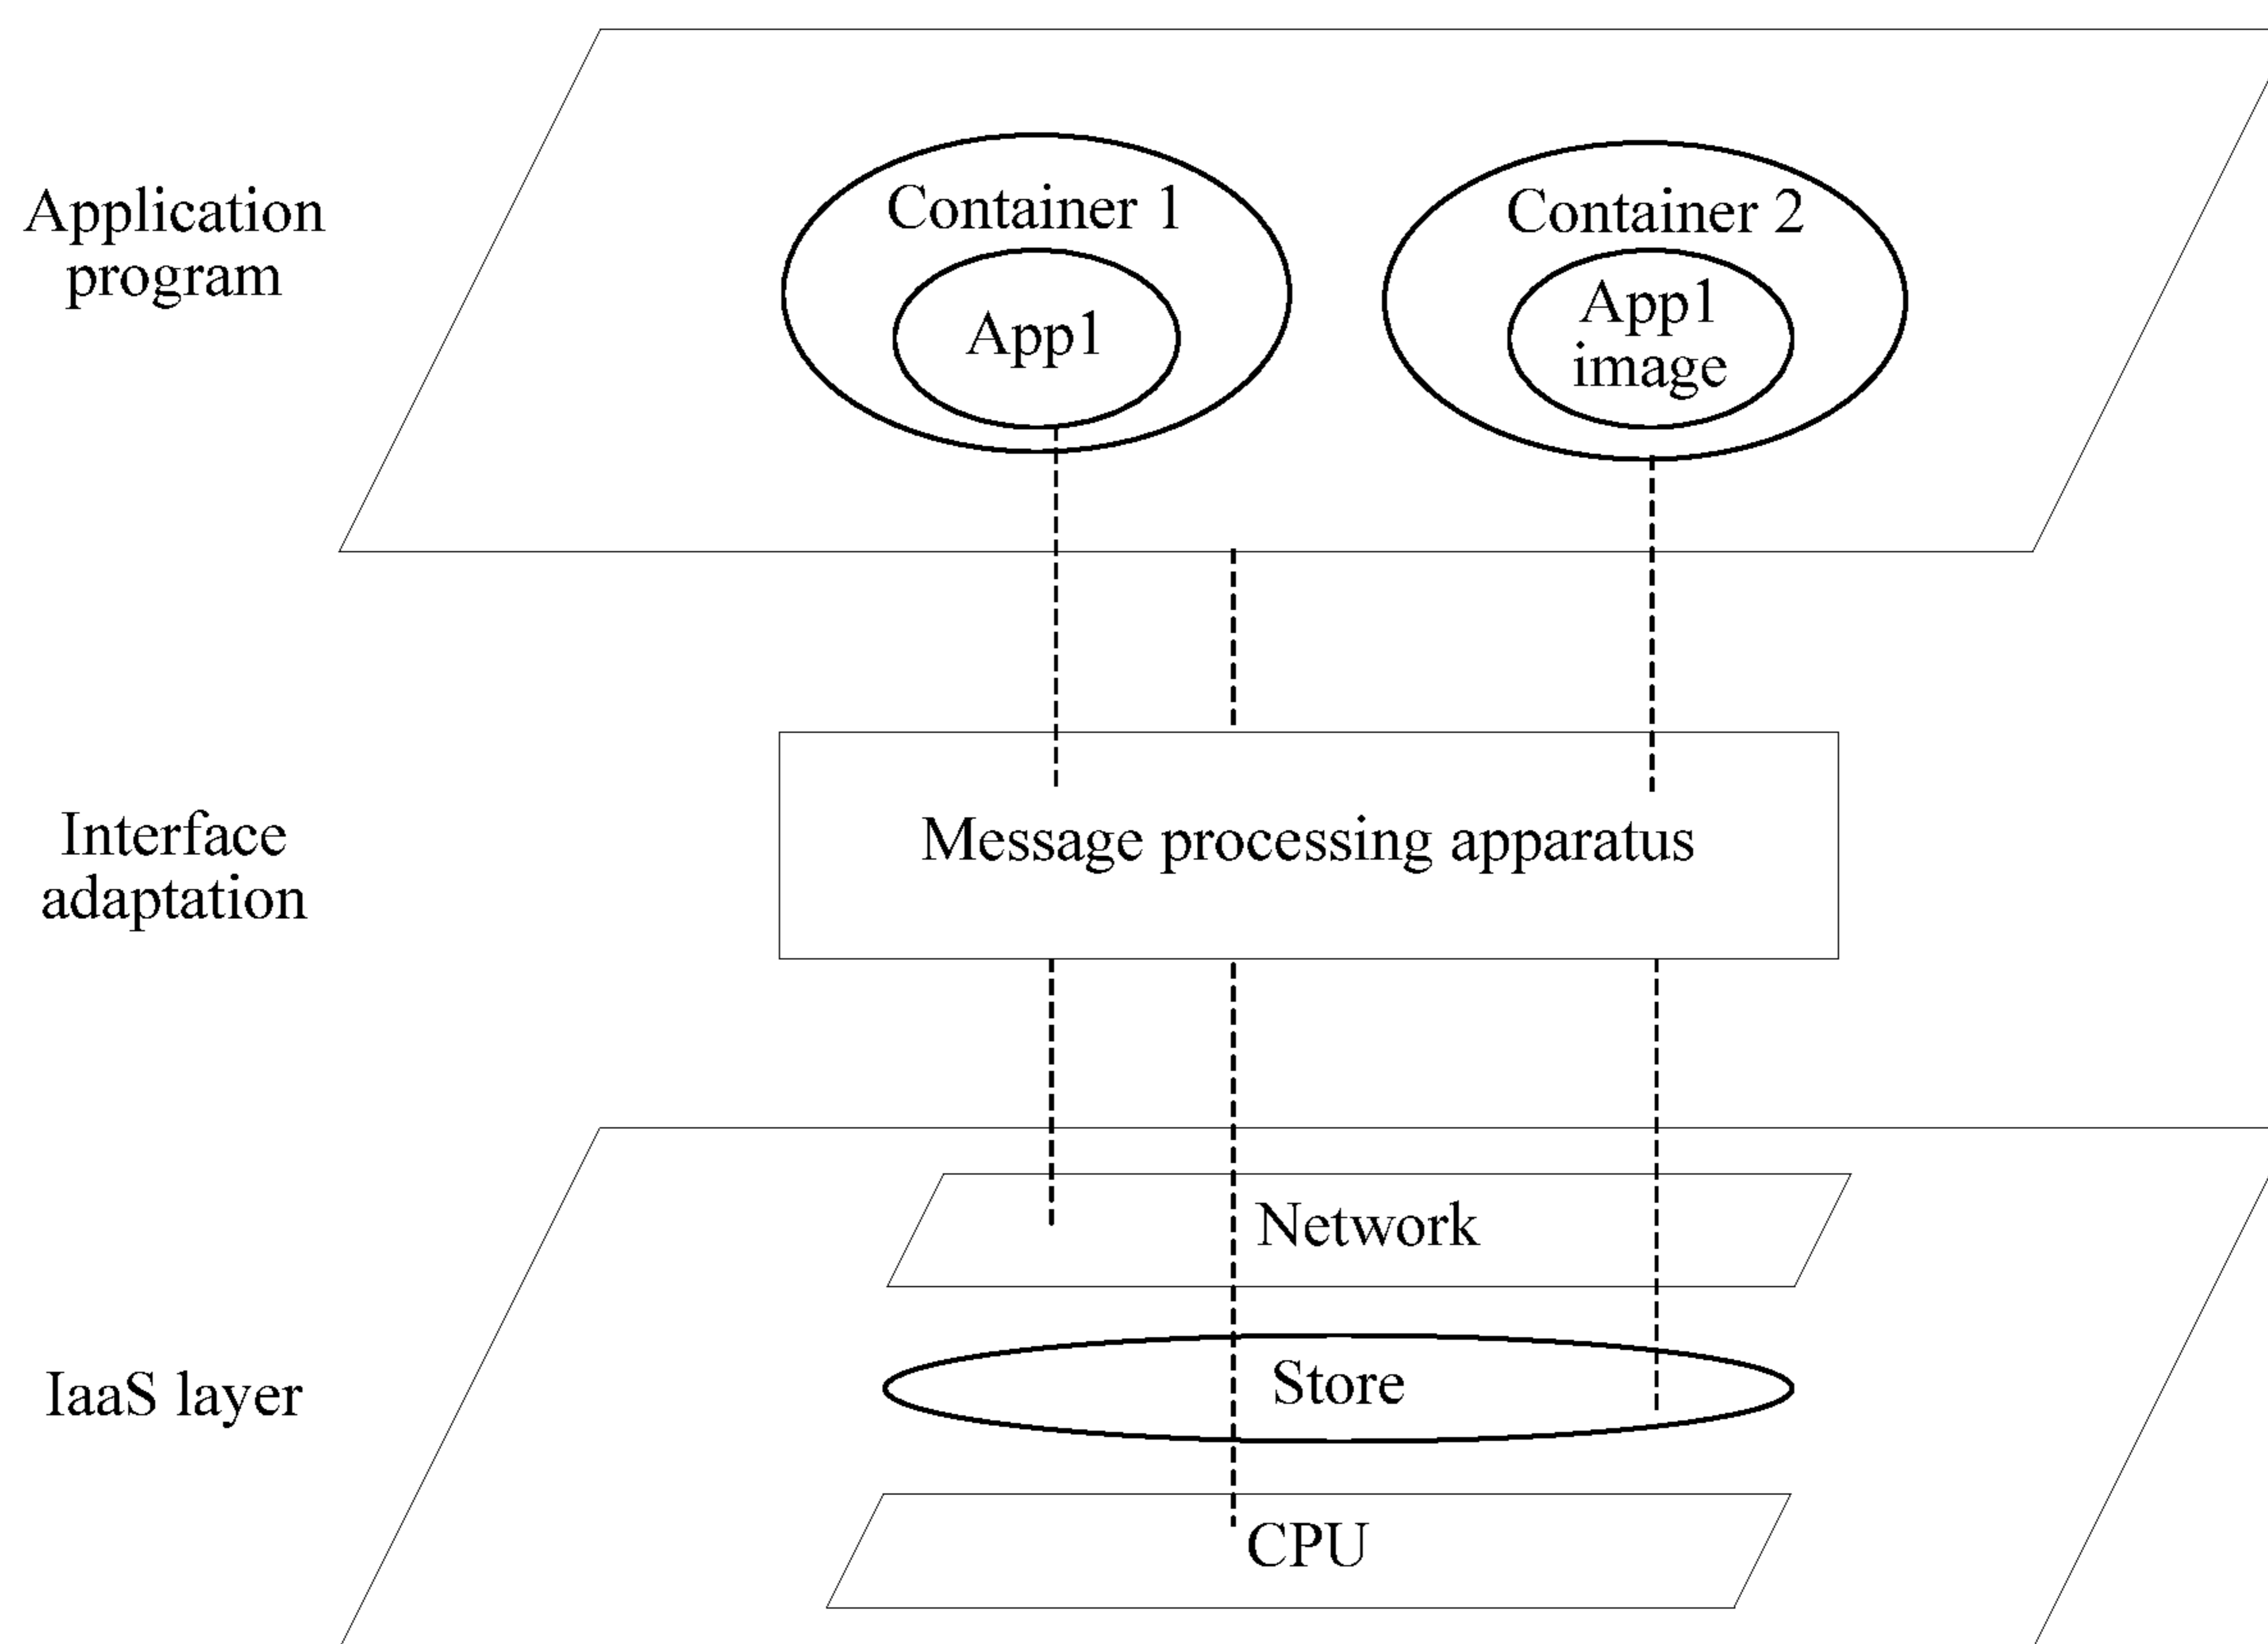 Application
program
Container 1
App1
Container 2
App1
image
Interface
adaptation
Message processing apparatus
IaaS layer
Network
Store
CPU